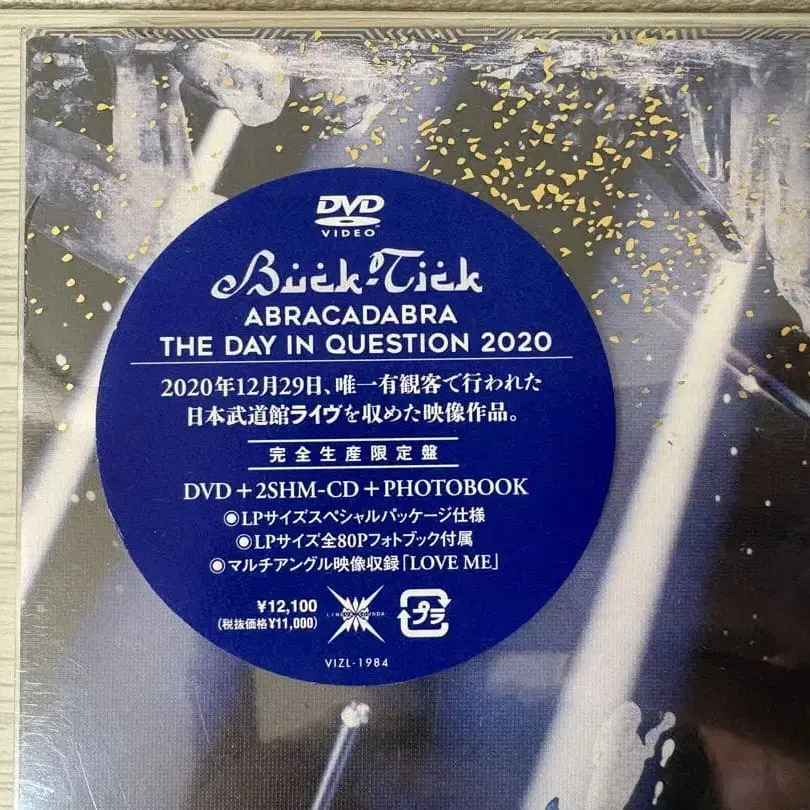 DVD
VIDEO™
Buck-Tick
ABRACADABRA
THE DAY IN QUESTION 2020
2020年12月29日、唯一有観客で行われた
日本武道館ライヴを収めた映像作品。
完全生産限定盤
DVD+2SHM-CD+PHOTOBOOK
◉LPサイズスペシャルパッケージ仕様
◉LPサイズ全80Pフォトブック付属
◉マルチアングル映像収録「LOVE ME」
¥12,100
(税抜価格¥11,000)
プラ
VIZL-1984